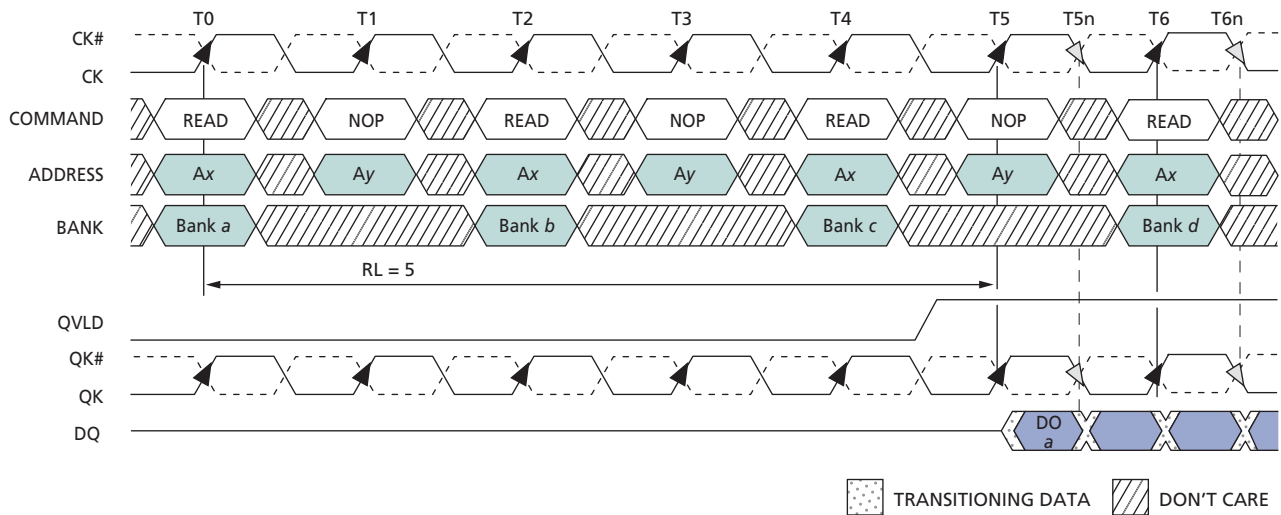 T0 T1 T2 T3 T4 T5 T5n T6 T6n
CK#
CK
COMMAND READ NOP READ NOP READ NOP READ
ADDRESS Ax Ay Ax Ay Ax Ay Ax
BANK Bank a Bank b Bank c Bank d
RL = 5
QVLD
QK#
QK
DQ DO
a
TRANSITIONING DATA DON'T CARE